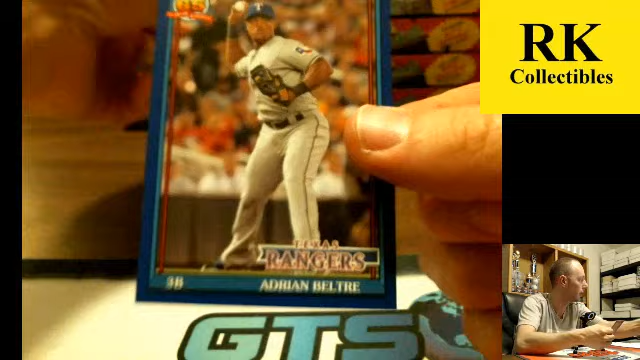 RK
Collectibles
TEXAS
RANGERS
3B
ADRIAN BELTRE
GTS